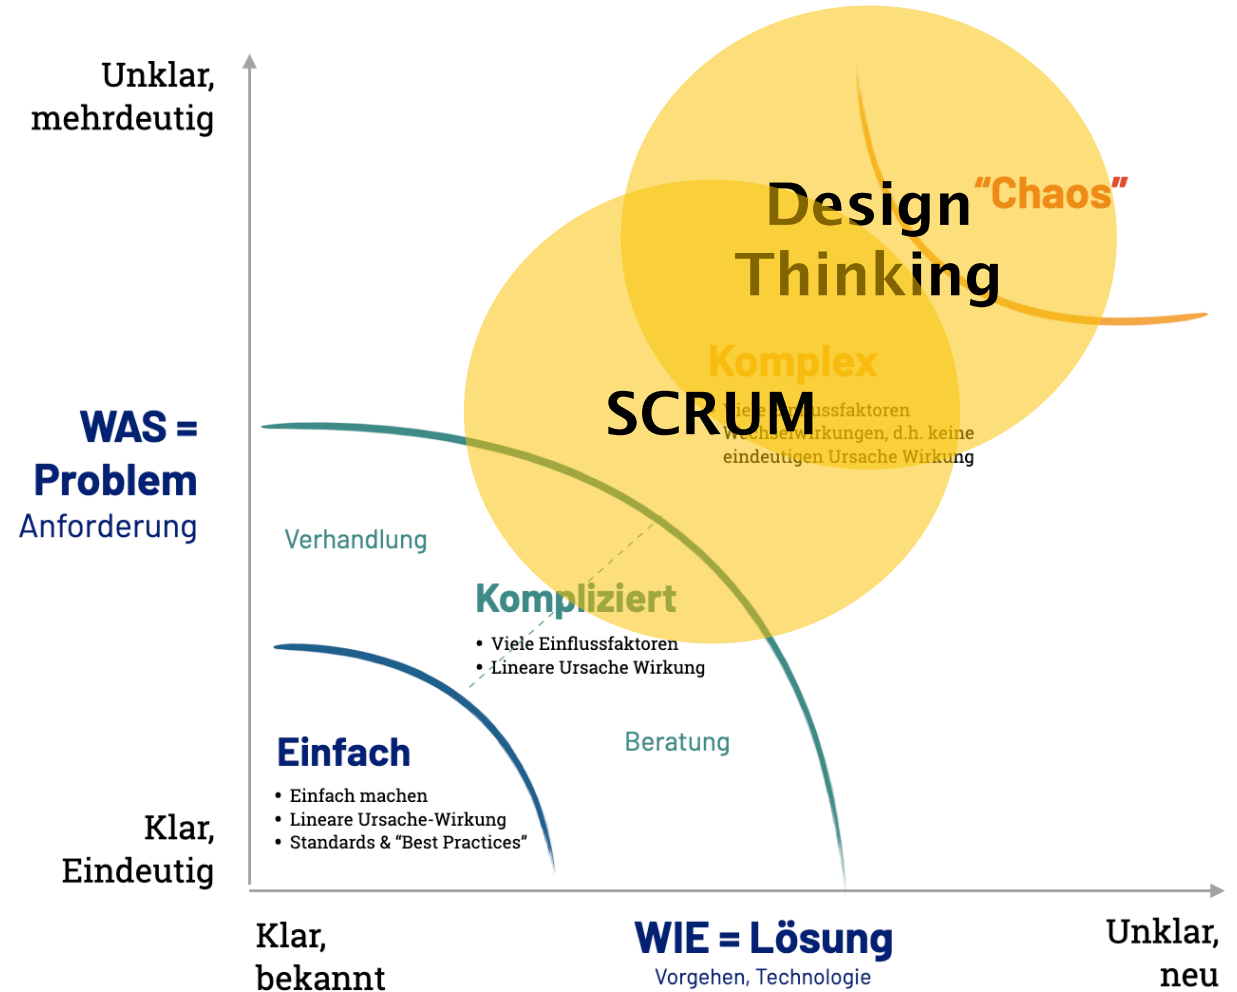 Unklar,
mehrdeutig
Design
Thinking
“Chaos”
Komplex
SCRUM
Viele Einflussfaktoren
Wechselwirkungen, d.h. keine
eindeutigen Ursache Wirkung
WAS =
Problem
Anforderung
Verhandlung
Kompliziert
• Viele Einflussfaktoren
• Lineare Ursache Wirkung
Beratung
Einfach
• Einfach machen
• Lineare Ursache-Wirkung
• Standards & “Best Practices”
Klar,
Eindeutig
Klar,
bekannt
WIE = Lösung
Vorgehen, Technologie
Unklar,
neu